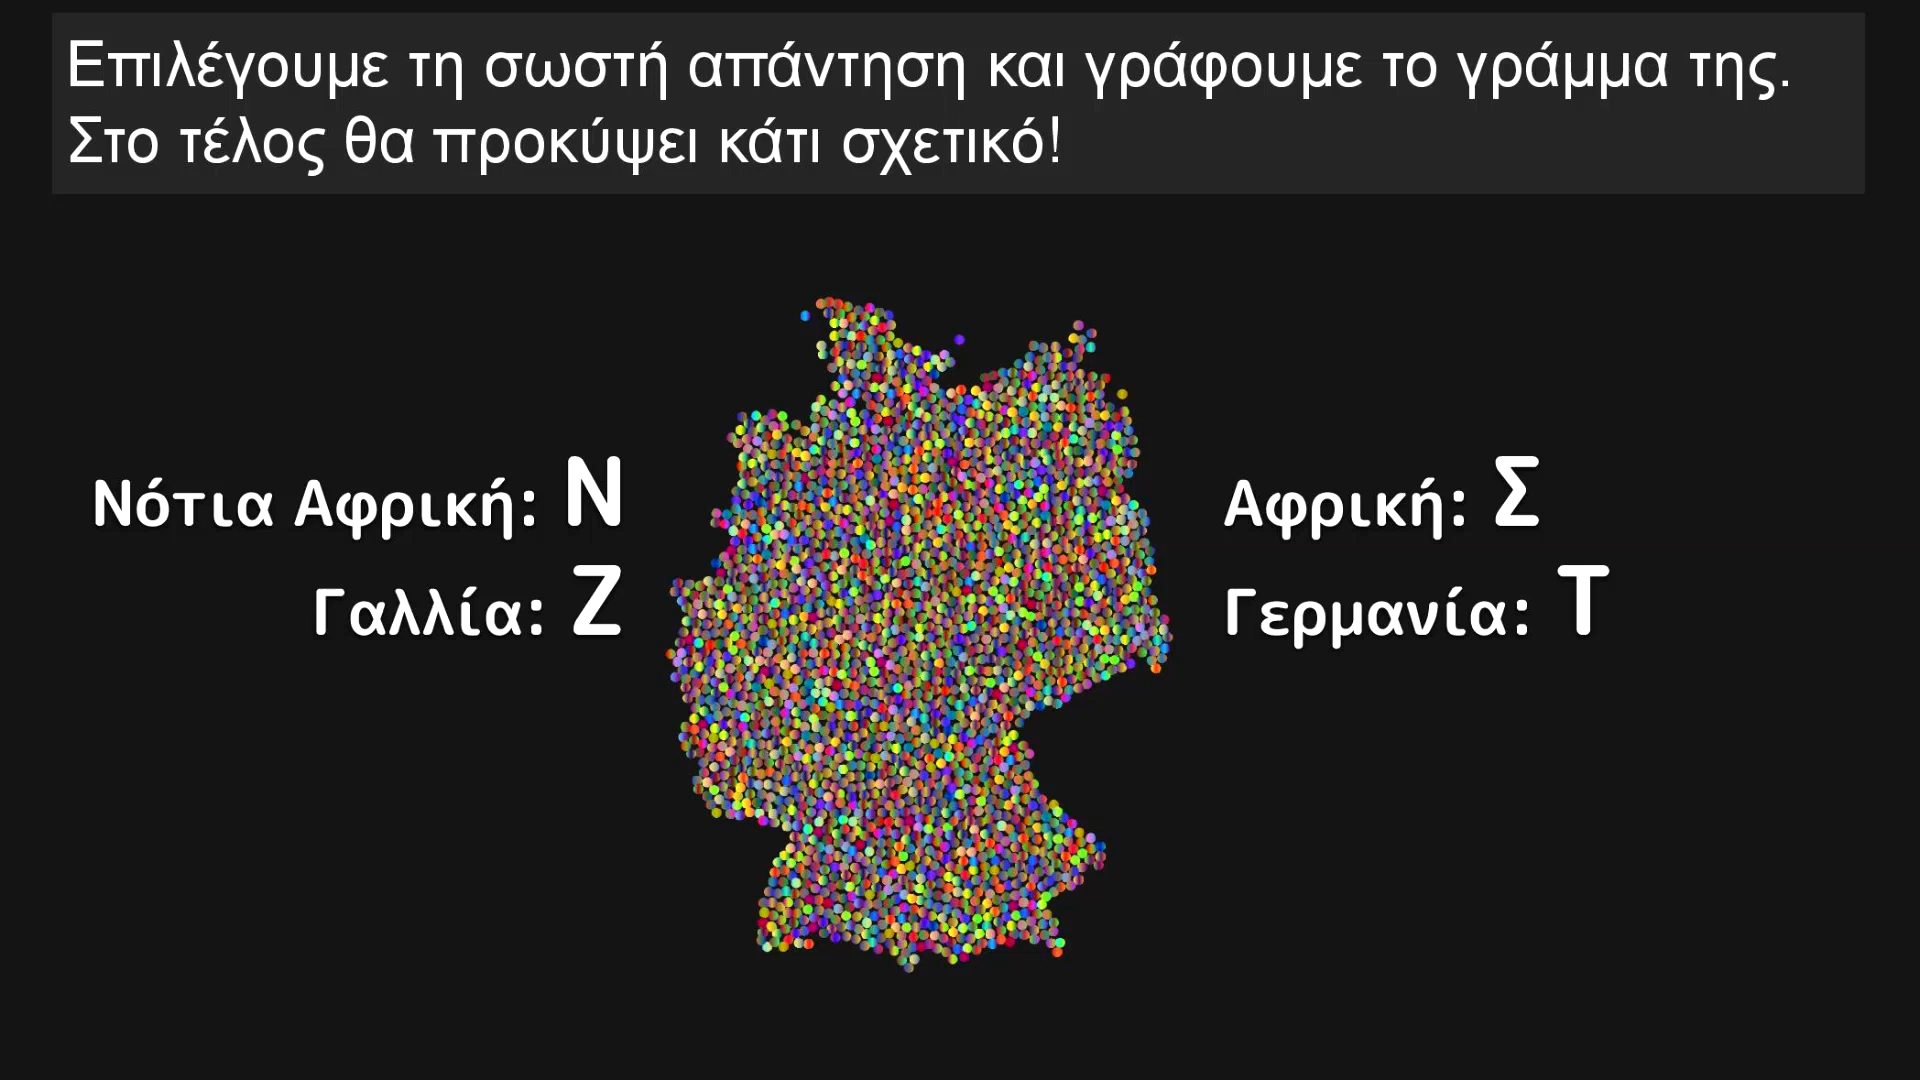 Επιλέγουμε τη σωστή απάντηση και γράφουμε το γράμμα της.
Στο τέλος θα προκύψει κάτι σχετικό!
Νότια Αφρική: Ν
Γαλλία: Ζ
Αφρική: Σ
Γερμανία: Τ